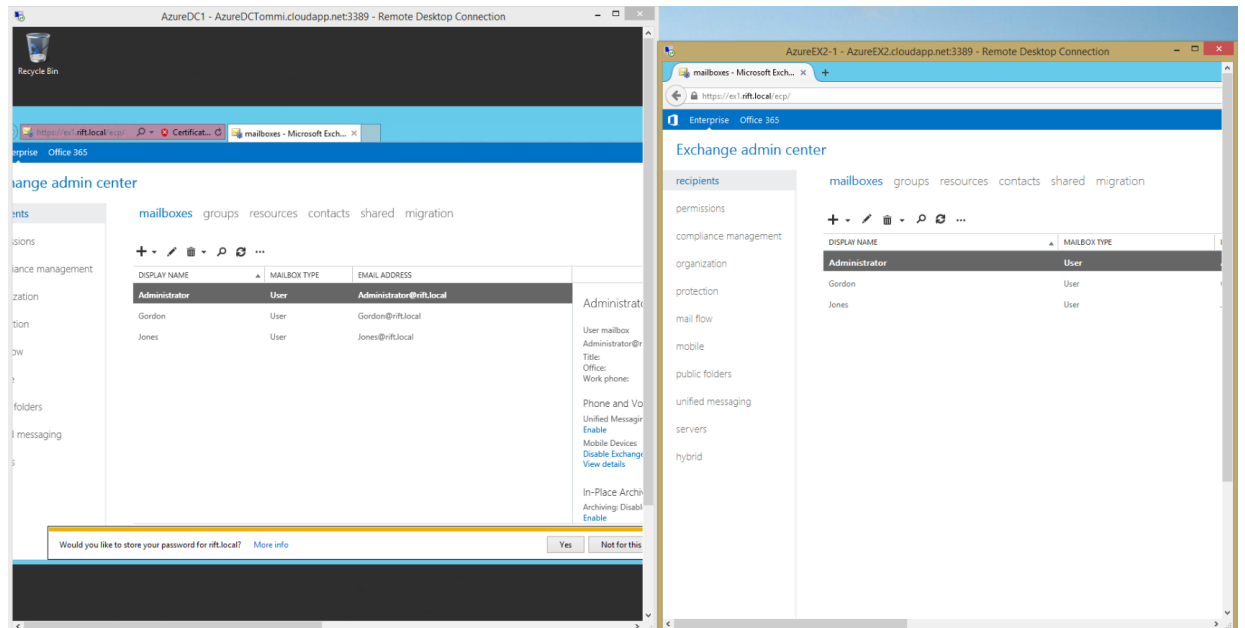 AzureDC1 - AzureDCTommi.cloudapp.net:3389 - Remote Desktop Connection
Recycle Bin
https://ex1.rift.local/ecp/ Certificat... mailboxes - Microsoft Exch...
erprise Office 365
ange admin center
ents
mailboxes groups resources contacts shared migration
ssions
iance management
DISPLAY NAME MAILBOX TYPE EMAIL ADDRESS
zation
Administrator User Administrator@rift.local
Administrato
Gordon User Gordon@rift.local
tion
User mailbox
Jones User Jones@rift.local
Administrator@r
ow
Title:
Office:
Work phone:
folders
Phone and Vo
Unified Messagin
Enable
l messaging
Mobile Devices
Disable Exchange
View details
s
In-Place Archiv
Archiving: Disabl
Enable
Would you like to store your password for rift.local? More info Yes Not for this
AzureEX2-1 - AzureEX2.cloudapp.net:3389 - Remote Desktop Connection
mailboxes - Microsoft Exch...
https://ex1.rift.local/ecp/
Enterprise Office 365
Exchange admin center
recipients
mailboxes groups resources contacts shared migration
permissions
compliance management
DISPLAY NAME MAILBOX TYPE
organization
Administrator User
Gordon User
protection
Jones User
mail flow
mobile
public folders
unified messaging
servers
hybrid